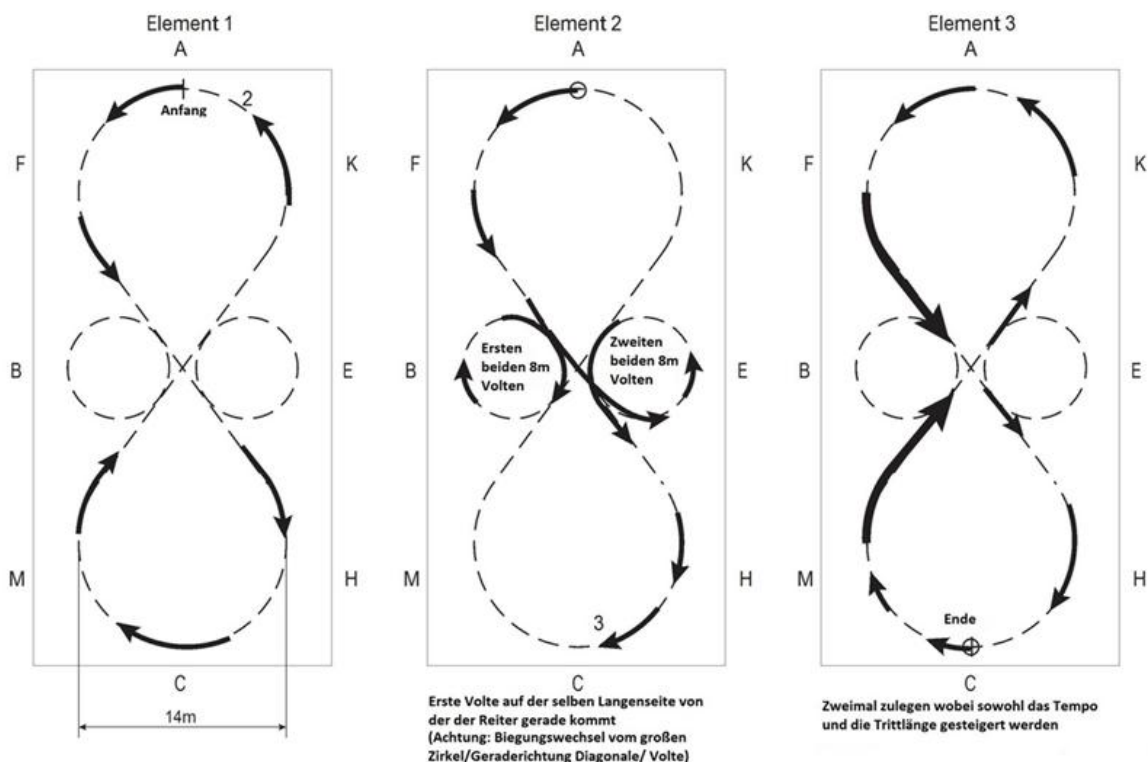 Element 1
A
Anfang
2
F
K
B
E
M
H
C
14m
Element 2
A
F
K
B
Ersten
beiden 8m
Volten
Zweiten
beiden 8m
Volten
E
M
H
3
C
Erste Volte auf der selben Langenseite von
der der Reiter gerade kommt
(Achtung: Biegungswechsel vom großen
Zirkel/Geraderichtung Diagonale/ Volte)
Element 3
A
F
K
B
E
M
H
Ende
C
Zweimal zulegen wobei sowohl das Tempo
und die Trittlänge gesteigert werden